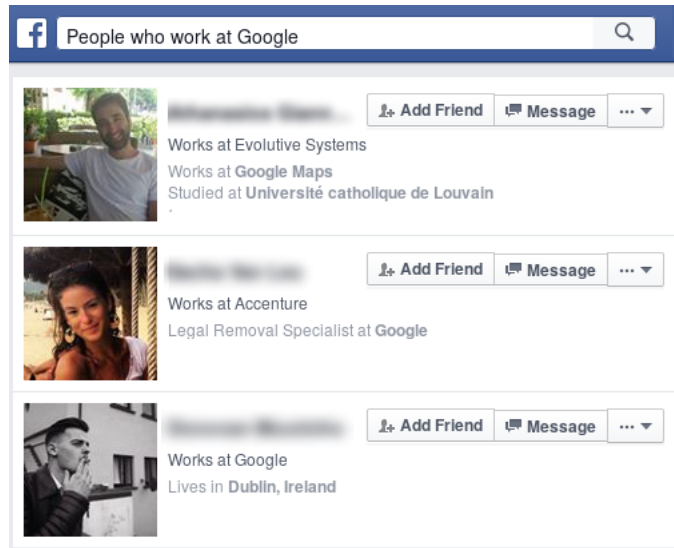 f
People who work at Google
Add Friend Message ...
Works at Evolutive Systems
Works at Google Maps
Studied at Université catholique de Louvain
Add Friend Message ...
Works at Accenture
Legal Removal Specialist at Google
Add Friend Message ...
Works at Google
Lives in Dublin, Ireland